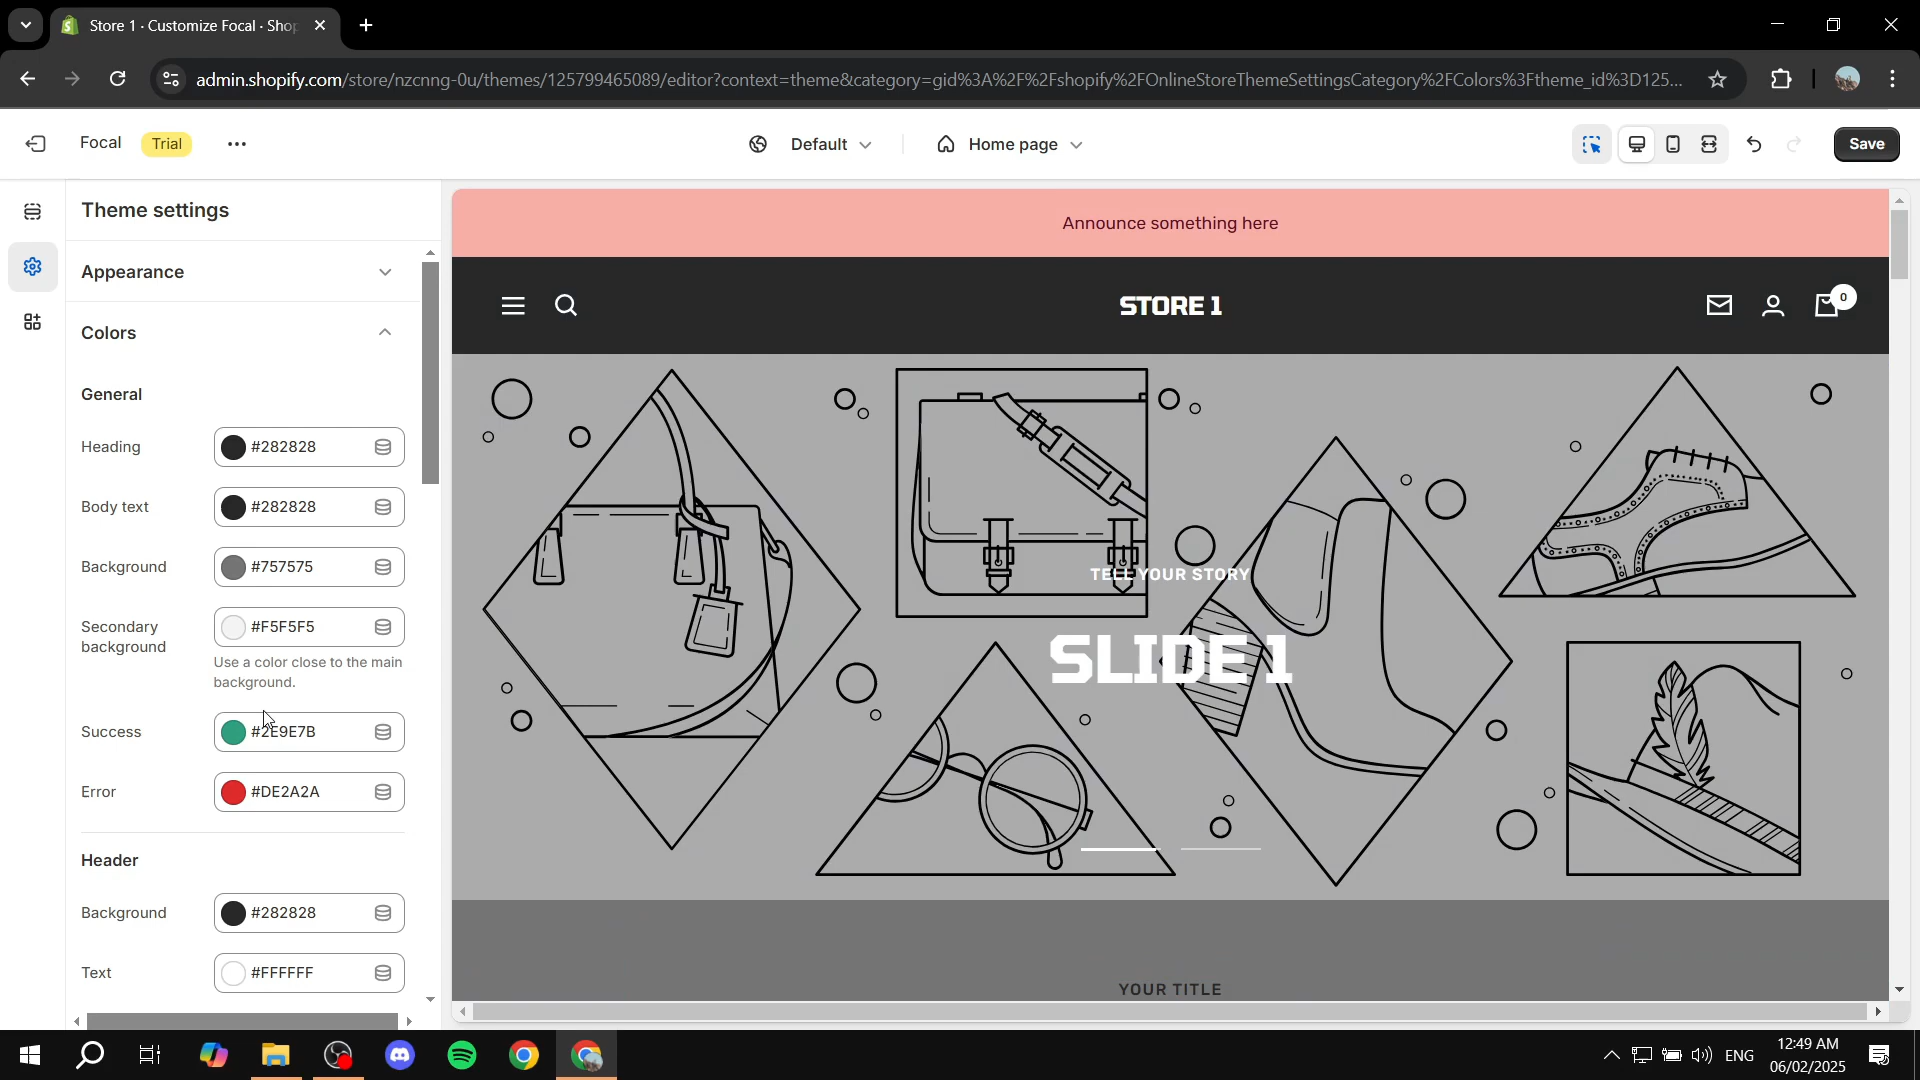 Store 1 · Customize Focal · Shop
admin.shopify.com/store/nzcnng-0u/themes/125799465089/editor?context=theme&category=gid%3A%2F%2Fshopify%2FOnlineStoreThemeSettingsCategory%2FColors%3Ftheme_id%3D125...
Focal
Trial
Default
Home page
Save
Theme settings
Appearance
Colors
General
Heading
#282828
Body text
#282828
Background
#757575
Secondary
background
#F5F5F5
Use a color close to the main
background.
Success
#2E9E7B
Error
#DE2A2A
Header
Background
#282828
Text
#FFFFFF
Announce something here
STORE 1
0
TELL YOUR STORY
SLIDE 1
YOUR TITLE
ENG
12:49 AM
06/02/2025